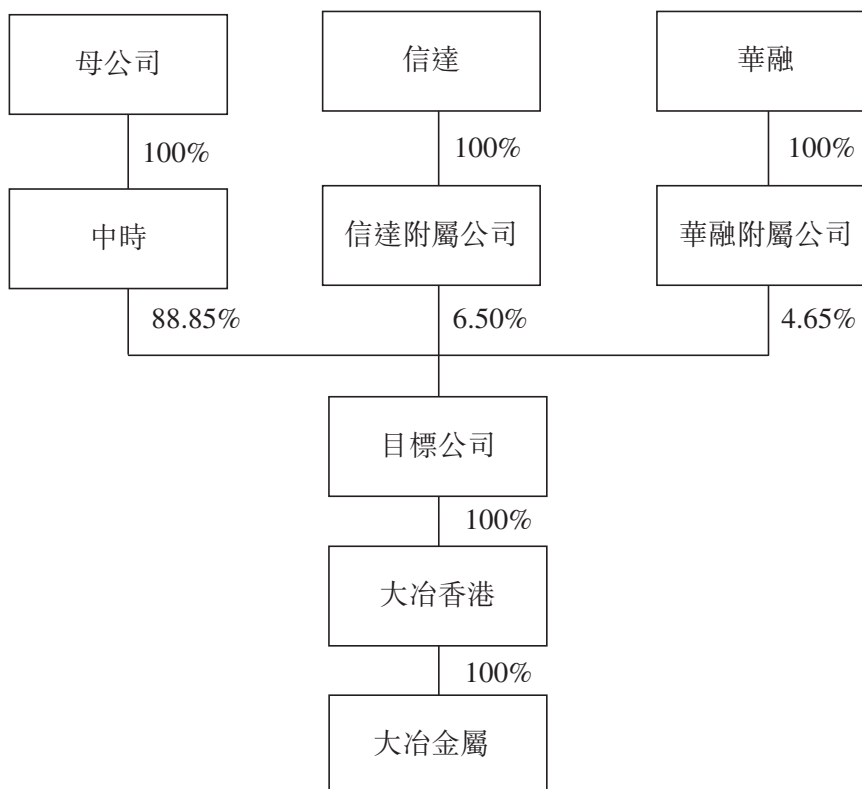 母公司
信達
華融
100%
100%
100%
中時
信達附屬公司
華融附屬公司
88.85%
6.50%
4.65%
目標公司
100%
大冶香港
100%
大冶金屬